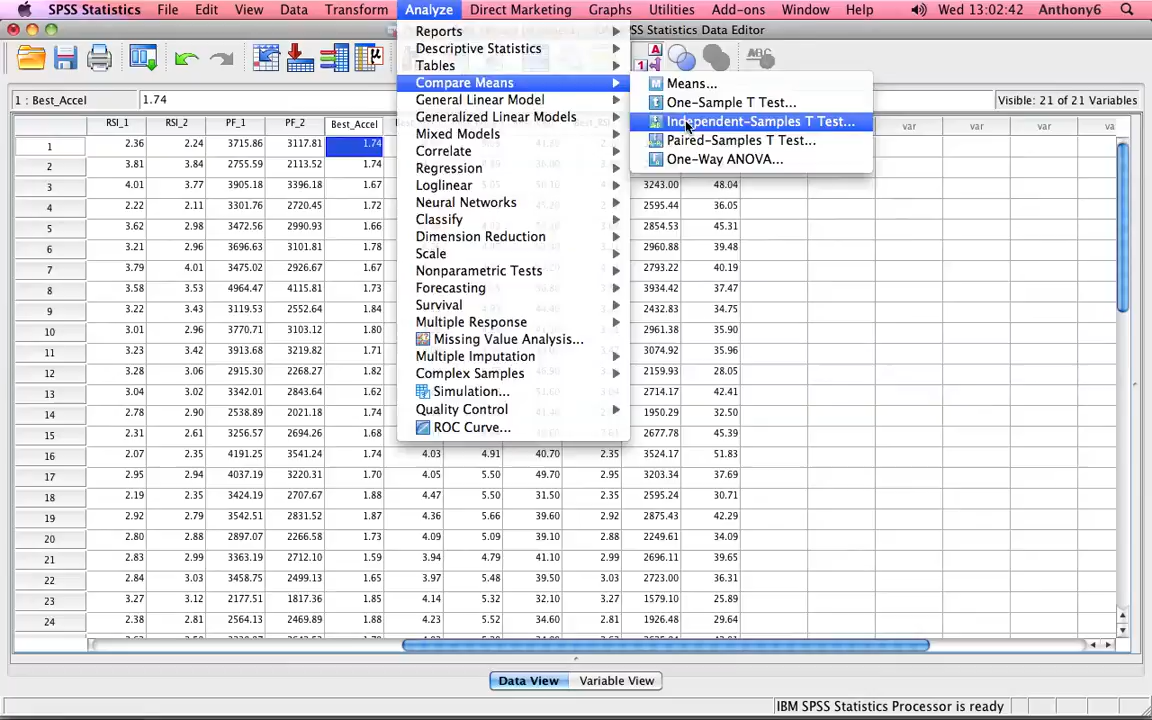 SPSS Statistics File Edit View Data Transform Analyze Direct Marketing Graphs Utilities Add-ons Window Help Wed 13:02:42 Anthony6
SPSS Statistics Data Editor
1 : Best_Accel 1.74 Visible: 21 of 21 Variables
Reports
Descriptive Statistics
Tables
Compare Means
General Linear Model
Generalized Linear Models
Mixed Models
Correlate
Regression
Loglinear
Neural Networks
Classify
Dimension Reduction
Scale
Nonparametric Tests
Forecasting
Survival
Multiple Response
Missing Value Analysis...
Multiple Imputation
Complex Samples
Simulation...
Quality Control
ROC Curve...
Means...
One-Sample T Test...
Independent-Samples T Test...
Paired-Samples T Test...
One-Way ANOVA...
RSI_1 RSI_2 PF_1 PF_2 Best_Accel var var var va
1 2.36 2.24 3715.86 3117.81 1.74
2 3.81 3.84 2755.59 2113.52 1.74
3 4.01 3.77 3905.18 3396.18 1.67 3243.00 48.04
4 2.22 2.11 3301.76 2720.45 1.72 2595.44 36.05
5 3.62 2.98 3472.56 2990.93 1.66 2854.53 45.31
6 3.21 2.96 3696.63 3101.81 1.78 2960.88 39.48
7 3.79 4.01 3475.02 2926.67 1.67 2793.22 40.19
8 3.58 3.53 4964.47 4115.81 1.73 3934.42 37.47
9 3.22 3.43 3119.53 2552.64 1.84 2432.83 34.75
10 3.01 2.96 3770.71 3103.12 1.80 2961.38 35.90
11 3.23 3.42 3913.68 3219.82 1.71 3074.92 35.96
12 3.28 3.06 2915.30 2268.27 1.82 2159.93 28.05
13 3.04 3.02 3342.01 2843.64 1.62 2714.17 42.41
14 2.78 2.90 2538.89 2021.18 1.74 1950.29 32.50
15 2.31 2.61 3256.57 2694.26 1.68 2677.78 45.39
16 2.07 2.35 4191.25 3541.24 1.74 4.03 4.91 40.70 2.35 3524.17 51.83
17 2.95 2.94 4037.19 3220.31 1.70 4.05 5.50 49.70 2.95 3203.34 37.69
18 2.19 2.35 3424.19 2707.67 1.88 4.47 5.50 31.50 2.35 2595.24 30.71
19 2.92 2.79 3542.51 2831.52 1.87 4.36 5.66 39.60 2.92 2875.43 42.29
20 2.80 2.88 2897.07 2266.58 1.73 4.09 5.09 39.10 2.88 2249.61 34.09
21 2.83 2.99 3363.19 2712.10 1.59 3.94 4.79 41.10 2.99 2696.11 39.65
22 2.84 3.03 3458.75 2499.13 1.65 3.97 5.48 39.50 3.03 2723.00 36.31
23 3.27 3.12 2177.51 1817.36 1.85 4.14 5.32 32.10 3.27 1579.10 25.89
24 2.38 2.81 2564.13 2469.89 1.88 4.23 5.52 34.60 2.81 1926.48 29.64
Data View Variable View
IBM SPSS Statistics Processor is ready